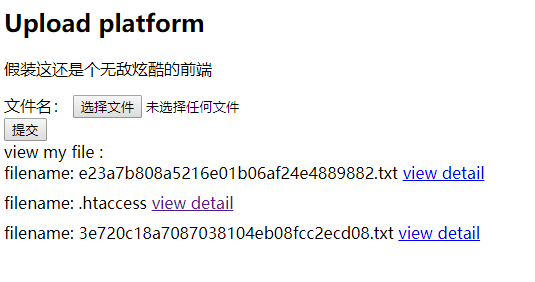 Upload platform
假装这还是个无敌炫酷的前端
文件名： 选择文件 未选择任何文件
提交
view my file :
filename: e23a7b808a5216e01b06af24e4889882.txt view detail
filename: .htaccess view detail
filename: 3e720c18a7087038104eb08fcc2ecd08.txt view detail